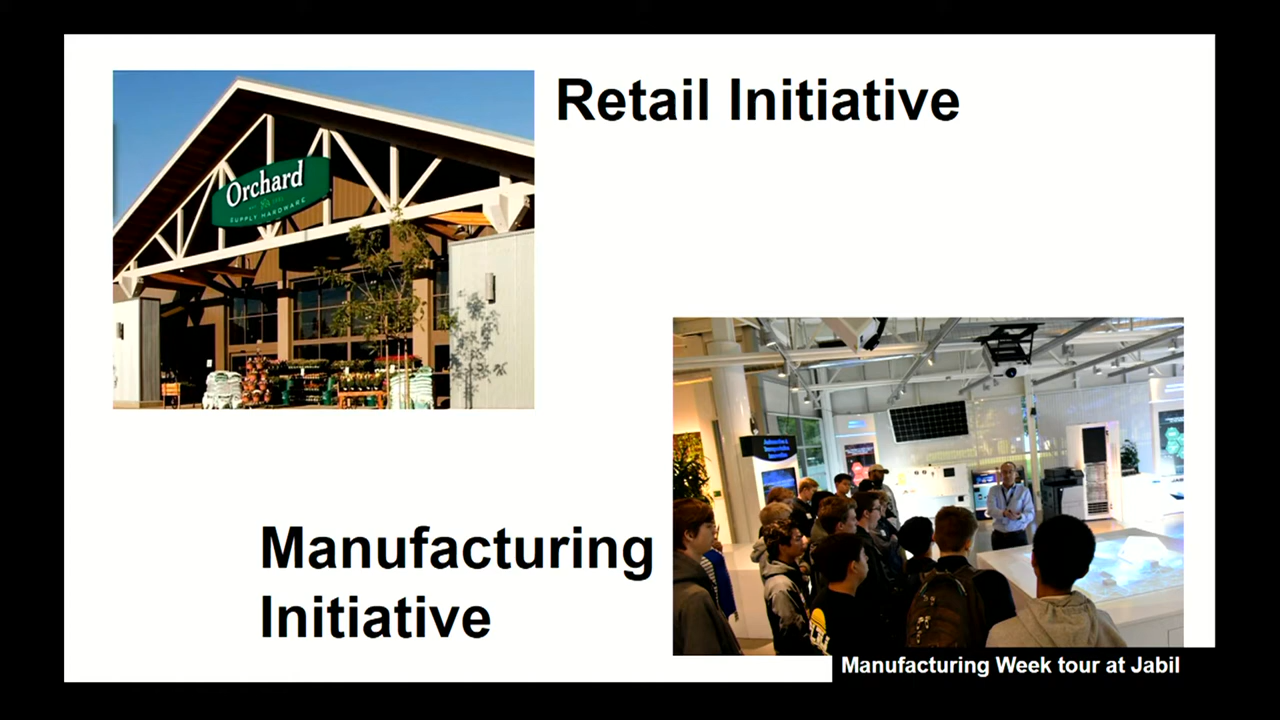 Retail Initiative
Orchard
SUPPLY HARDWARE
Manufacturing
Initiative
Manufacturing Week tour at Jabil